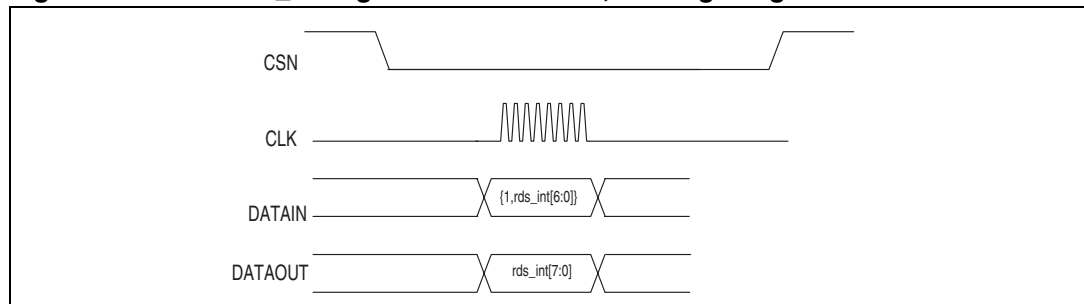 CSN
CLK
{1,rds_int[6:0]}
DATAIN
rds_int[7:0]
DATAOUT